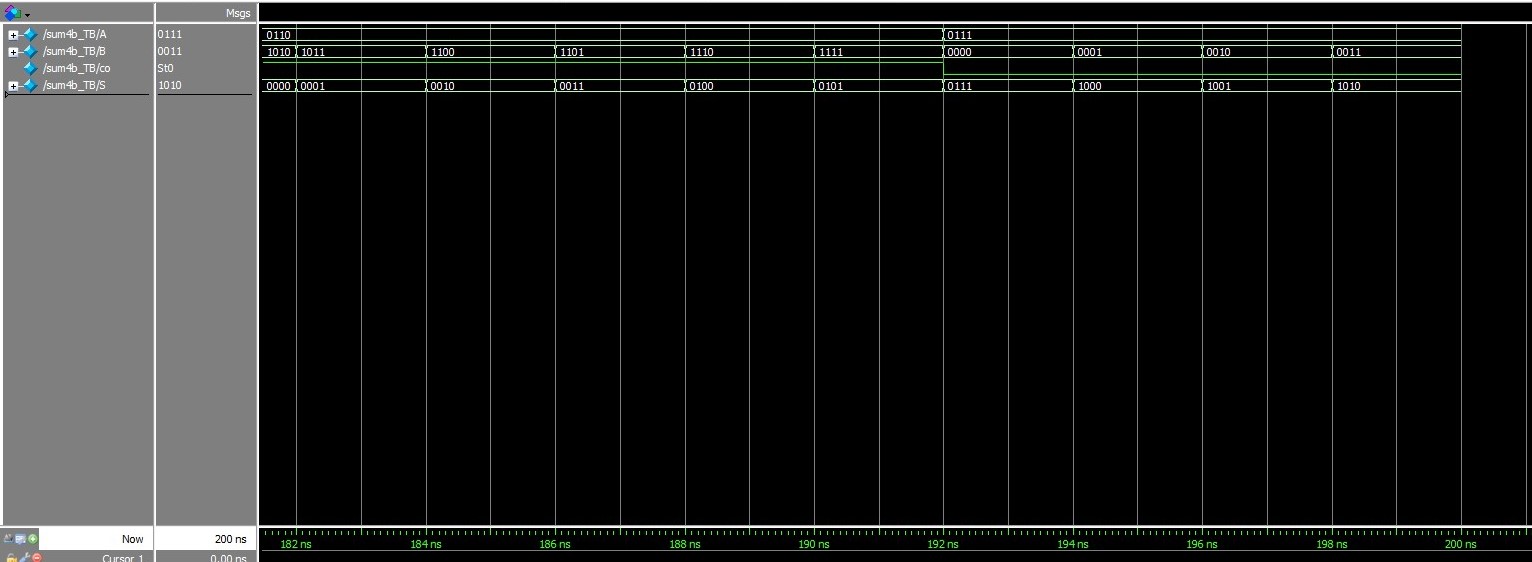 Msgs
/sum4b_TB/A 0111 0110 0111
/sum4b_TB/B 0011 1010 1011 1100 1101 1110 1111 0000 0001 0010 0011
/sum4b_TB/co St0
/sum4b_TB/S 1010 0000 0001 0010 0011 0100 0101 0111 1000 1001 1010
Now 200 ns 182 ns 184 ns 186 ns 188 ns 190 ns 192 ns 194 ns 196 ns 198 ns 200 ns
Cursor 1 0.00 ns